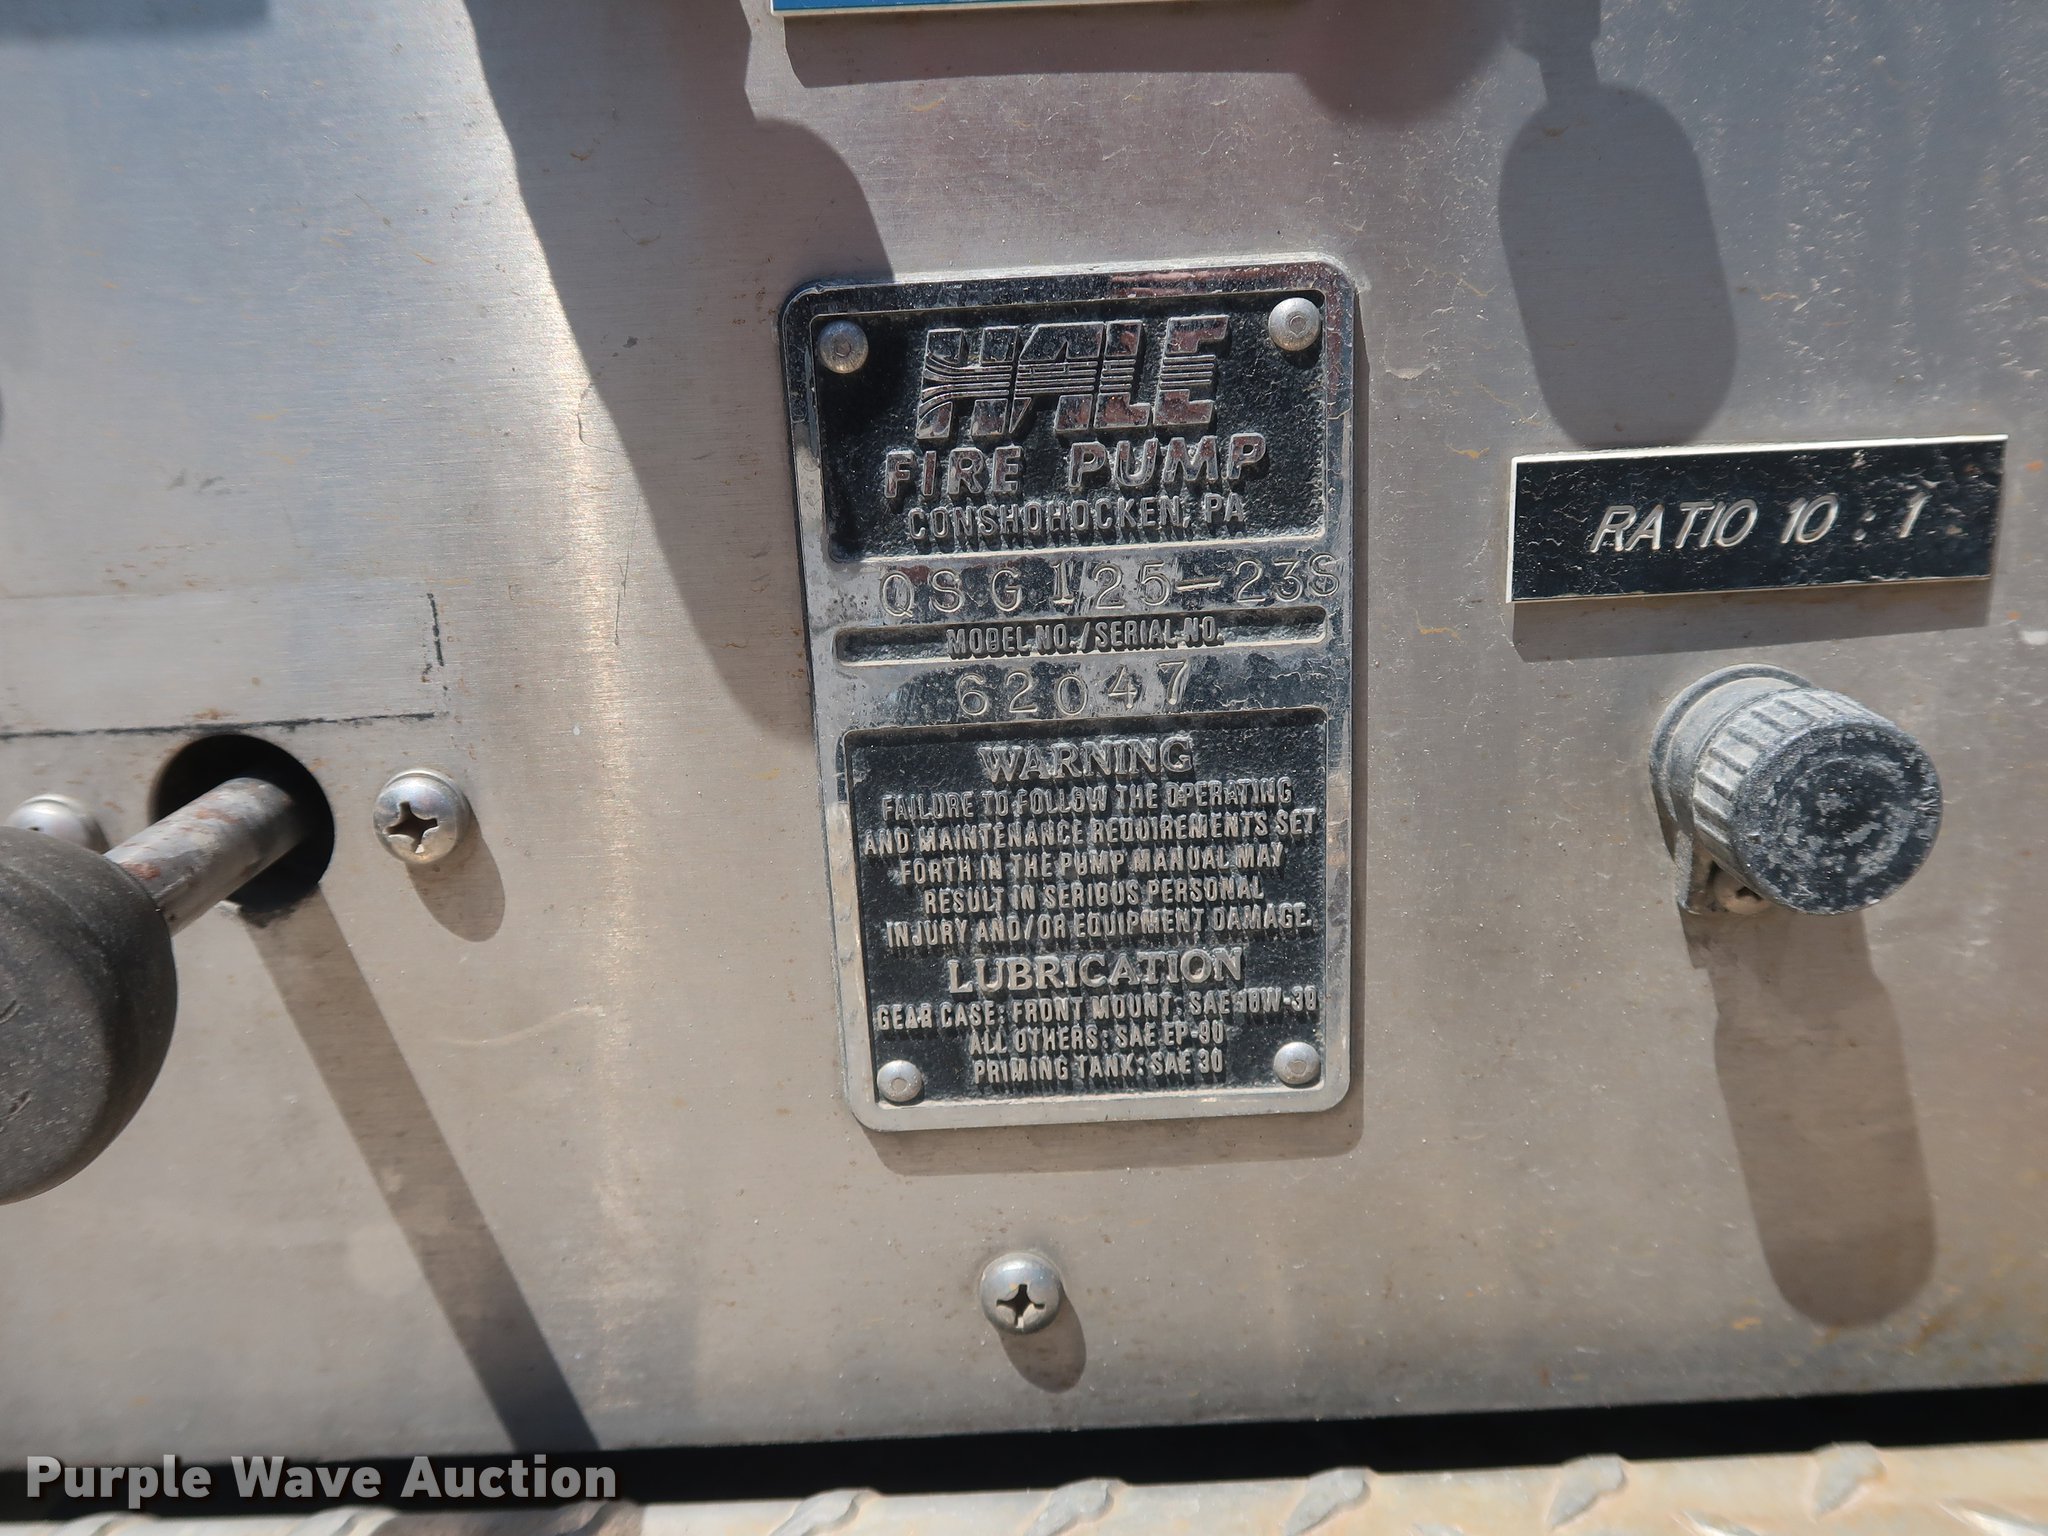 HALE
FIRE PUMP
CONSHOHOCKEN, PA
QSG125-23S
MODEL NO./SERIAL NO.
62047
WARNING
FAILURE TO FOLLOW THE OPERATING
AND MAINTENANCE REQUIREMENTS SET
FORTH IN THE PUMP MANUAL MAY
RESULT IN SERIOUS PERSONAL
INJURY AND/OR EQUIPMENT DAMAGE.
LUBRICATION
GEAR CASE: FRONT MOUNT: SAE 10W-30
ALL OTHERS: SAE EP-90
PRIMING TANK: SAE 30
RATIO 10 : 1
Purple Wave Auction